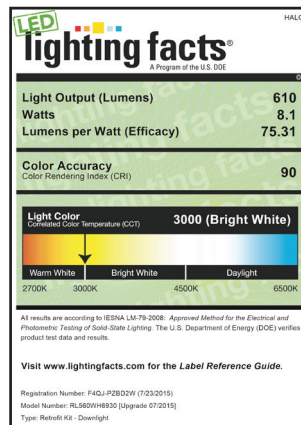 LED
HALO
lighting facts®
A Program of the U.S. DOE
Light Output (Lumens) 610
Watts 8.1
Lumens per Watt (Efficacy) 75.31
Color Accuracy 90
Color Rendering Index (CRI)
Light Color 3000 (Bright White)
Correlated Color Temperature (CCT)
Warm White Bright White Daylight
2700K 3000K 4500K 6500K
All results are according to IESNA LM-79-2008: Approved Method for the Electrical and
Photometric Testing of Solid-State Lighting. The U.S. Department of Energy (DOE) verifies
product test data and results.
Visit www.lightingfacts.com for the Label Reference Guide.
Registration Number: F4QJ-PZBD2W (7/23/2015)
Model Number: RL560WH6930 [Upgrade 07/2015]
Type: Retrofit Kit - Downlight